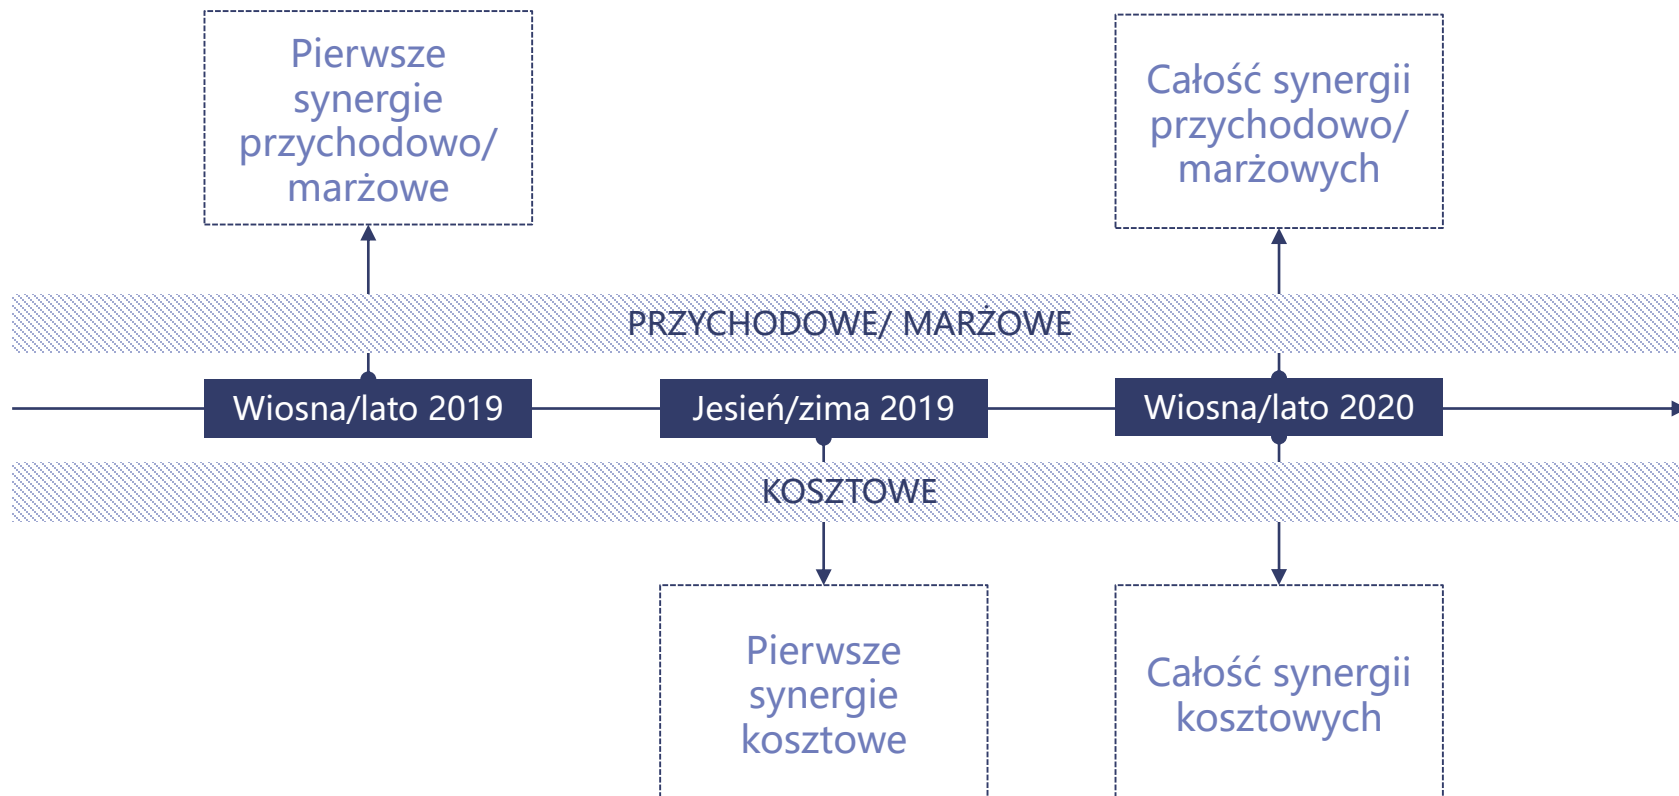 Pierwsze
synergie
przychodowo/
marżowe
Całość synergii
przychodowo/
marżowych
PRZYCHODOWE/ MARŻOWE
Wiosna/lato 2019
Jesień/zima 2019
Wiosna/lato 2020
KOSZTOWE
Pierwsze
synergie
kosztowe
Całość synergii
kosztowych